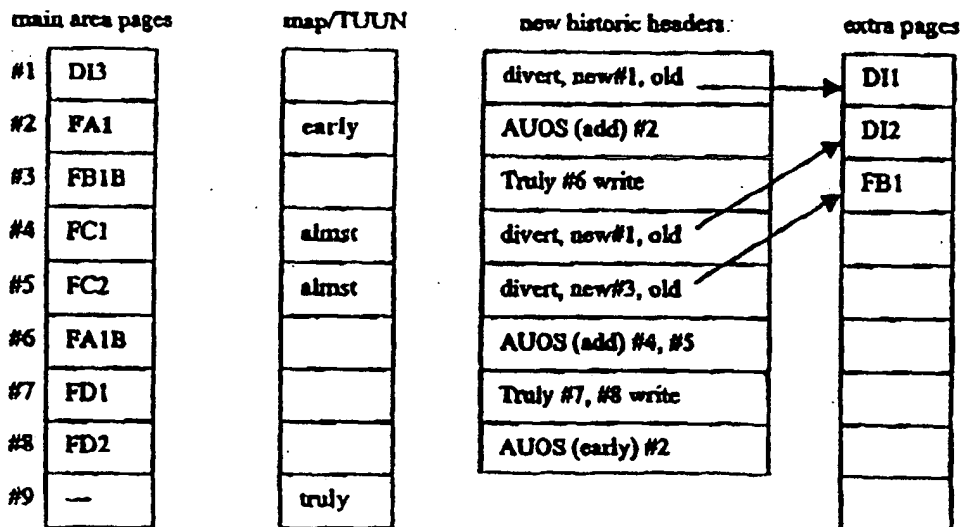 main area pages map/TUUN new historic headers: extra pages
#1 DI3 divert, new#1, old DI1
#2 FA1 early AUOS (add) #2 DI2
#3 FB1B Truly #6 write FB1
#4 FC1 almst divert, new#1, old
#5 FC2 almst divert, new#3, old
#6 FA1B AUOS (add) #4, #5
#7 FD1 Truly #7, #8 write
#8 FD2 AUOS (early) #2
#9 — truly